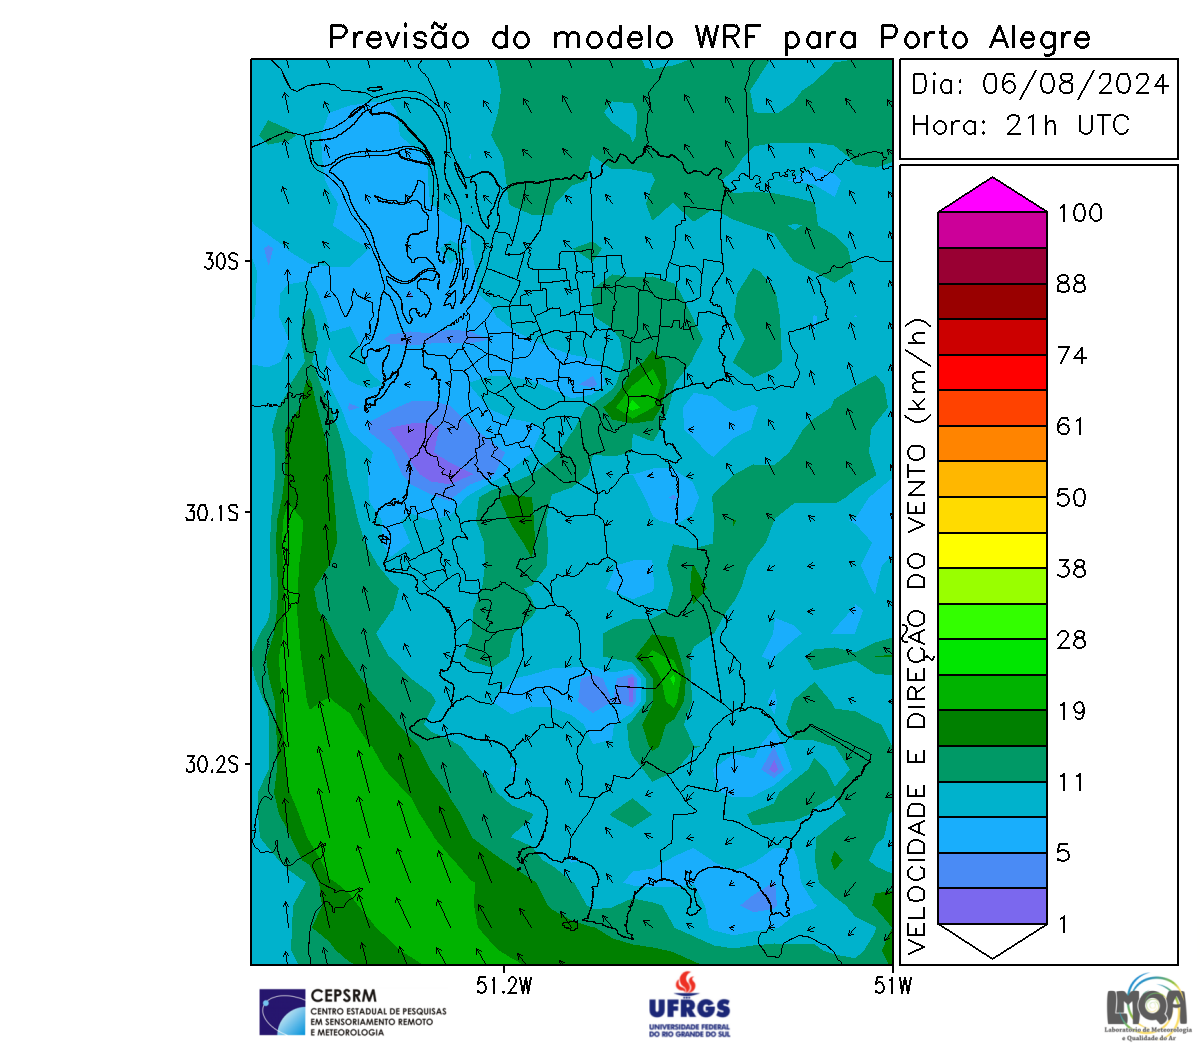 Previsão do modelo WRF para Porto Alegre
Dia: 06/08/2024
Hora: 21h UTC
30S
30.1S
30.2S
51.2W
51W
VELOCIDADE E DIREÇÃO DO VENTO (km/h)
100
88
74
61
50
38
28
19
11
5
1
CEPSRM
CENTRO ESTADUAL DE PESQUISAS
EM SENSORIAMENTO REMOTO
E METEOROLOGIA
UFRGS
UNIVERSIDADE FEDERAL
DO RIO GRANDE DO SUL
LMQA
Laboratório de Meteorologia
e Qualidade do Ar